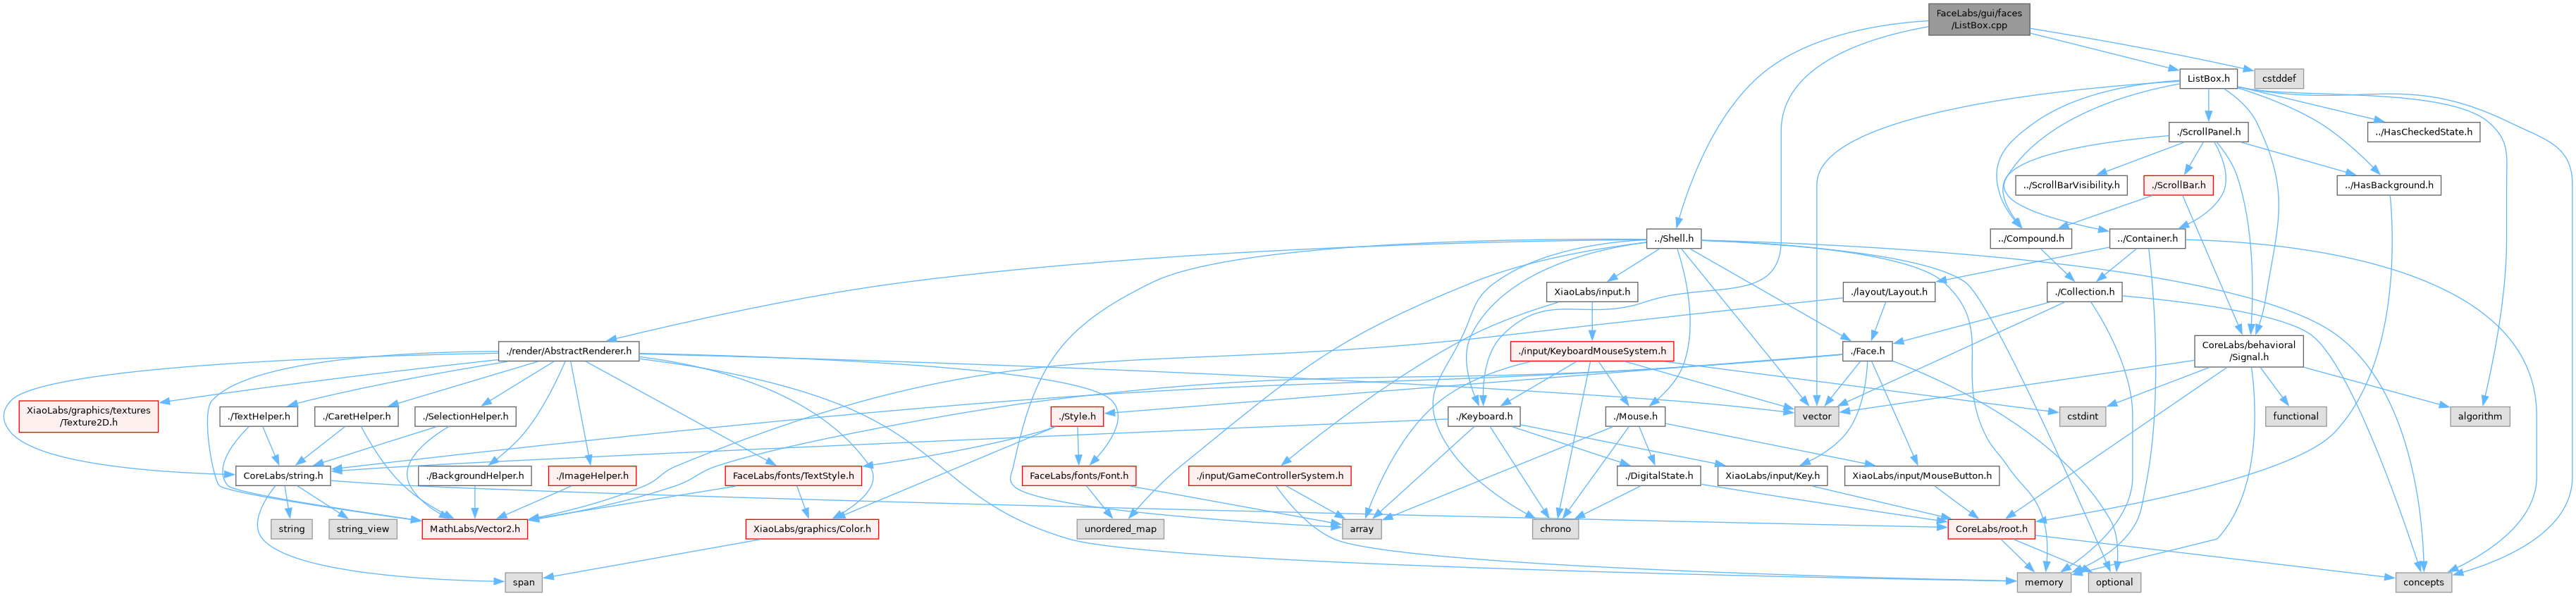 FaceLabs/gui/faces
/ListBox.cpp
ListBox.h
cstddef
./ScrollPanel.h
../HasCheckedState.h
../ScrollBarVisibility.h
./ScrollBar.h
../HasBackground.h
../Shell.h
../Compound.h
../Container.h
XiaoLabs/input.h
./layout/Layout.h
./Collection.h
./render/AbstractRenderer.h
./input/KeyboardMouseSystem.h
./Face.h
CoreLabs/behavioral
/Signal.h
XiaoLabs/graphics/textures
/Texture2D.h
./TextHelper.h
./CaretHelper.h
./SelectionHelper.h
./Style.h
./Keyboard.h
./Mouse.h
vector
cstdint
functional
algorithm
CoreLabs/string.h
./BackgroundHelper.h
./ImageHelper.h
FaceLabs/fonts/TextStyle.h
FaceLabs/fonts/Font.h
./input/GameControllerSystem.h
./DigitalState.h
XiaoLabs/input/Key.h
XiaoLabs/input/MouseButton.h
string
string_view
MathLabs/Vector2.h
XiaoLabs/graphics/Color.h
unordered_map
array
chrono
CoreLabs/root.h
span
memory
optional
concepts